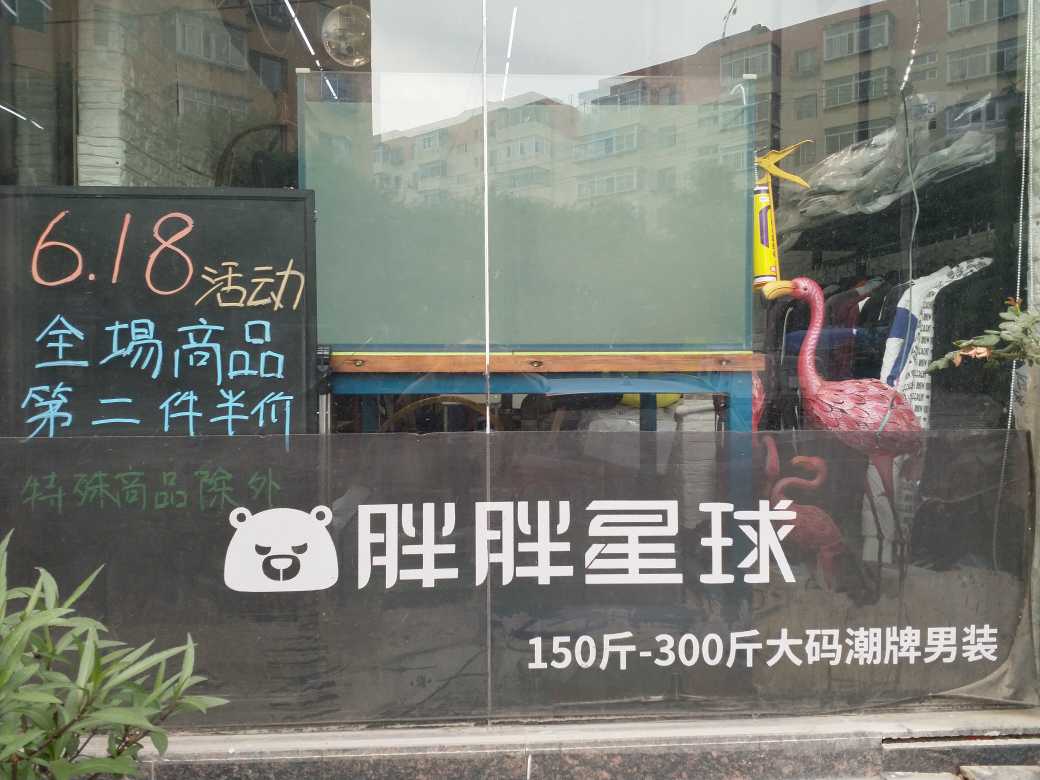 6.18活动
全場商品
第二件半价
特殊商品除外
胖胖星球
150斤-300斤大码潮牌男装